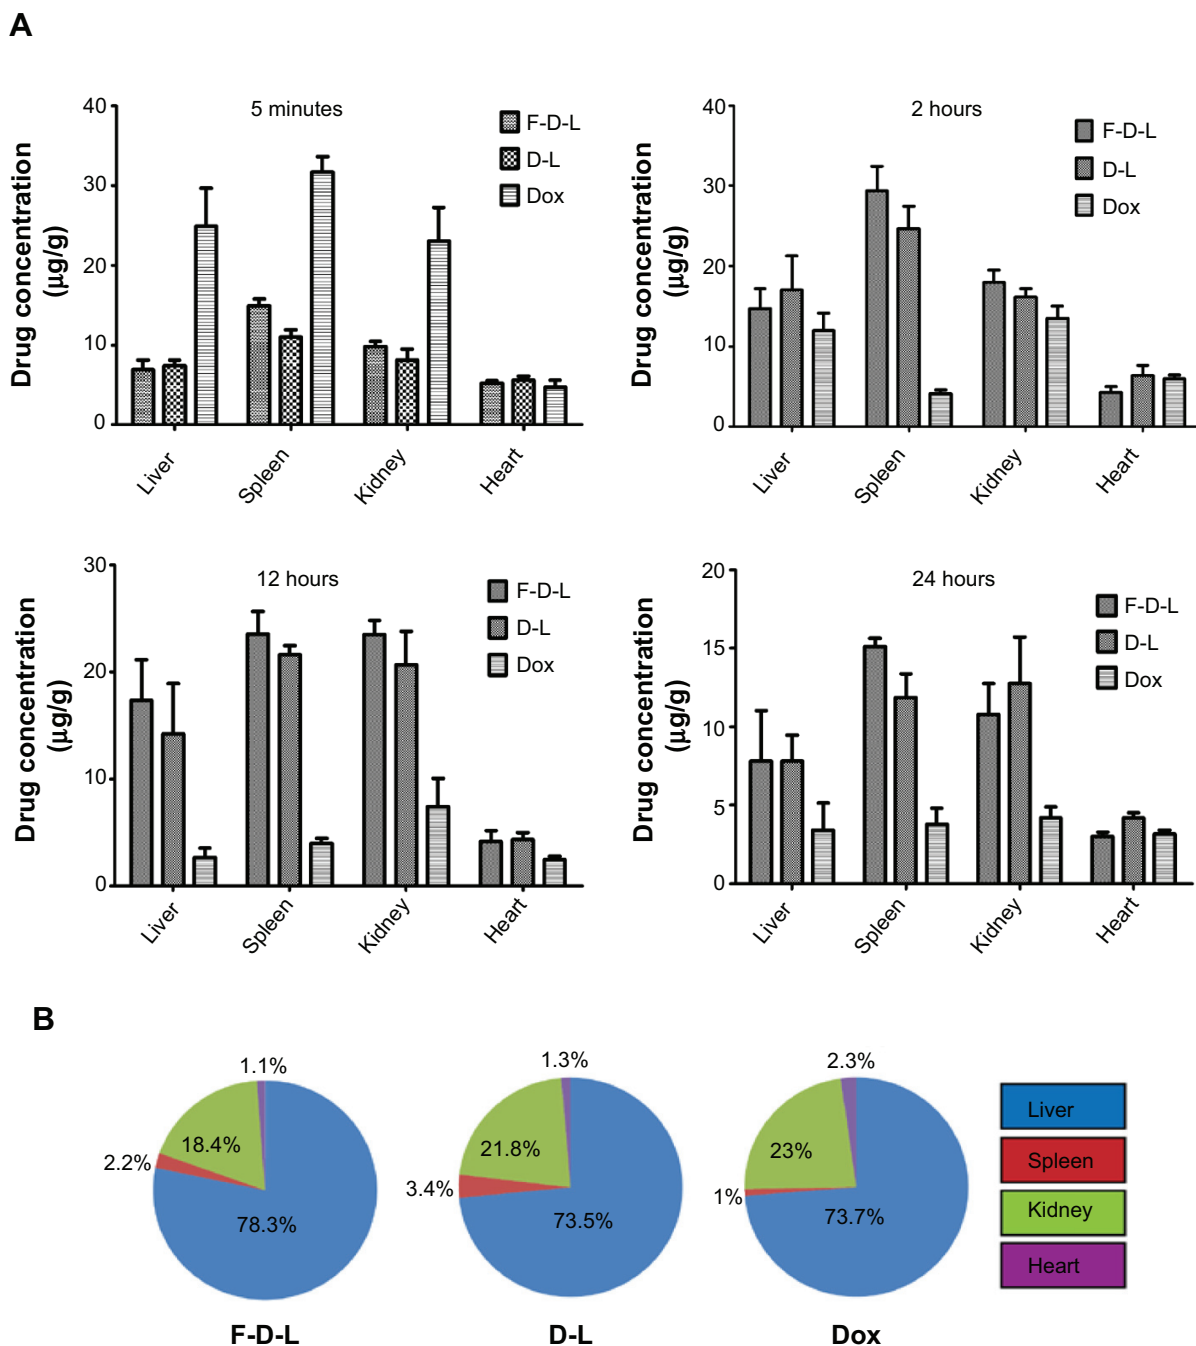 A
5 minutes
40
30
20
10
0
Drug concentration
(µg/g)
F-D-L
D-L
Dox
Liver
Spleen
Kidney
Heart
2 hours
40
30
20
10
0
Drug concentration
(µg/g)
F-D-L
D-L
Dox
Liver
Spleen
Kidney
Heart
12 hours
30
20
10
0
Drug concentration
(µg/g)
F-D-L
D-L
Dox
Liver
Spleen
Kidney
Heart
24 hours
20
15
10
5
0
Drug concentration
(µg/g)
F-D-L
D-L
Dox
Liver
Spleen
Kidney
Heart
B
1.1%
18.4%
2.2%
78.3%
F-D-L
1.3%
21.8%
3.4%
73.5%
D-L
2.3%
23%
1%
73.7%
Dox
Liver
Spleen
Kidney
Heart